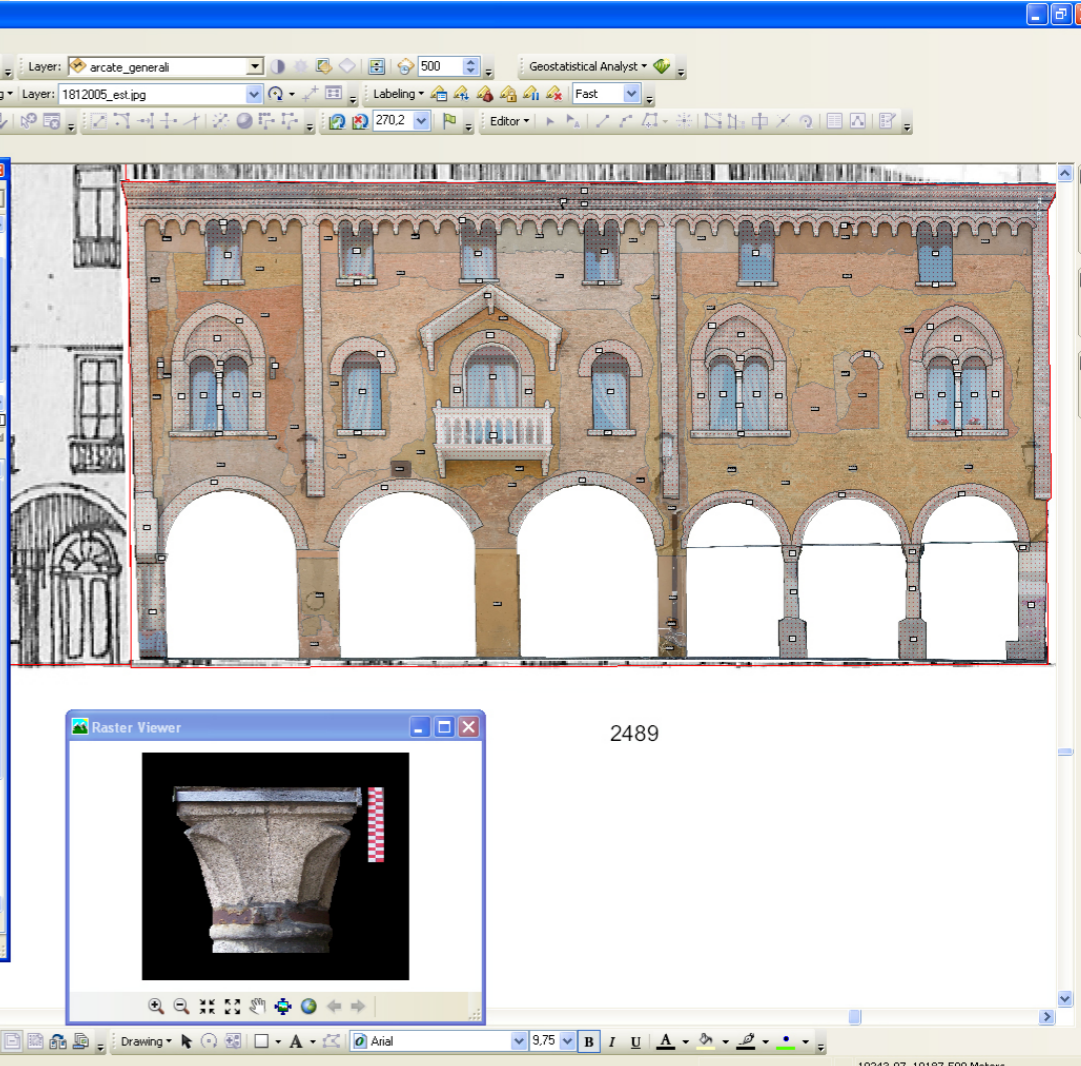 Layer: arcate_generali 500 Geostatistical Analyst
Layer: 1812005_est.jpg Labeling Fast
270,2 Editor
2489
Raster Viewer
Drawing A Arial 9,75 B I U A